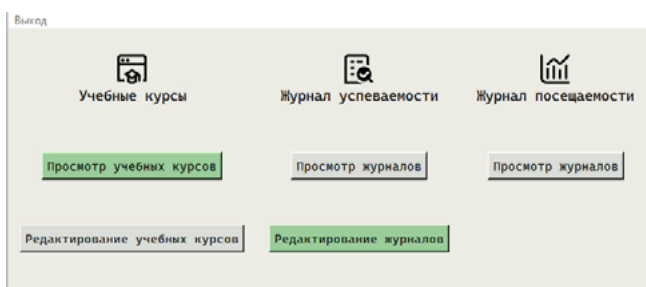 Выход
Учебные курсы
Журнал успеваемости
Журнал посещаемости
Просмотр учебных курсов
Просмотр журналов
Просмотр журналов
Редактирование учебных курсов
Редактирование журналов